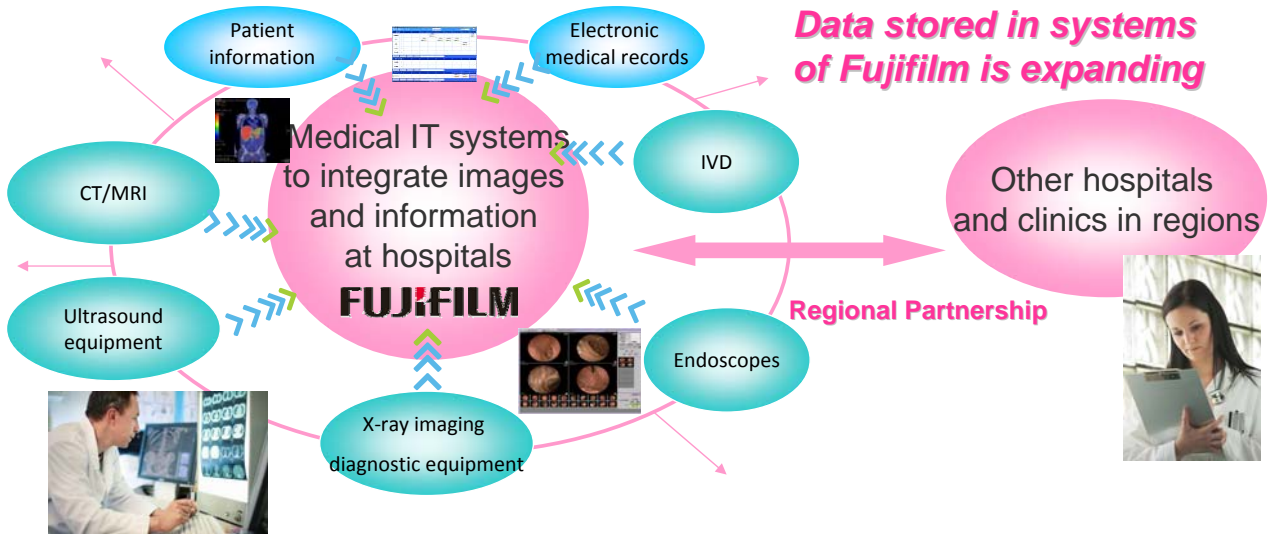 Patient
information
Electronic
medical records
Data stored in systems
of Fujifilm is expanding
Medical IT systems
to integrate images
and information
at hospitals
FUJIFILM
CT/MRI
IVD
Other hospitals
and clinics in regions
Ultrasound
equipment
Regional Partnership
Endoscopes
X-ray imaging
diagnostic equipment